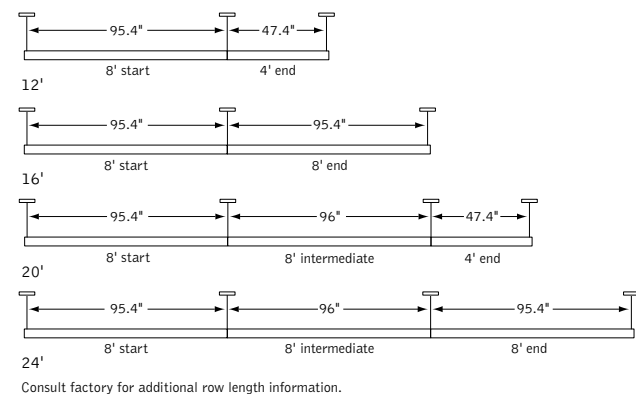 95.4" 47.4"
8' start 4' end
12'
95.4" 95.4"
8' start 8' end
16'
95.4" 96" 47.4"
8' start 8' intermediate 4' end
20'
95.4" 96" 95.4"
8' start 8' intermediate 8' end
24'
Consult factory for additional row length information.